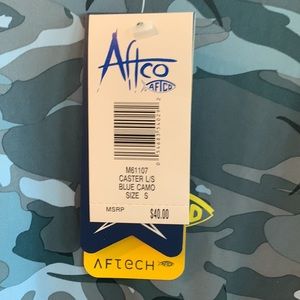 Aftco
AFTCO
M61107
CASTER L/S
BLUE CAMO
SIZE S
MSRP $40.00
AFTECH